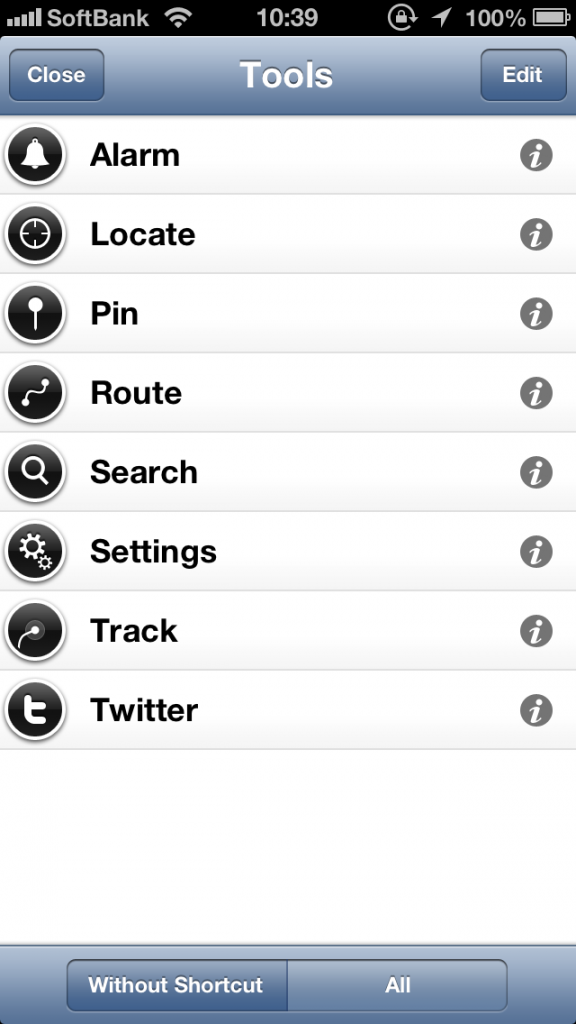 SoftBank 10:39 100%
Close Tools Edit
Alarm
Locate
Pin
Route
Search
Settings
Track
Twitter
Without Shortcut All